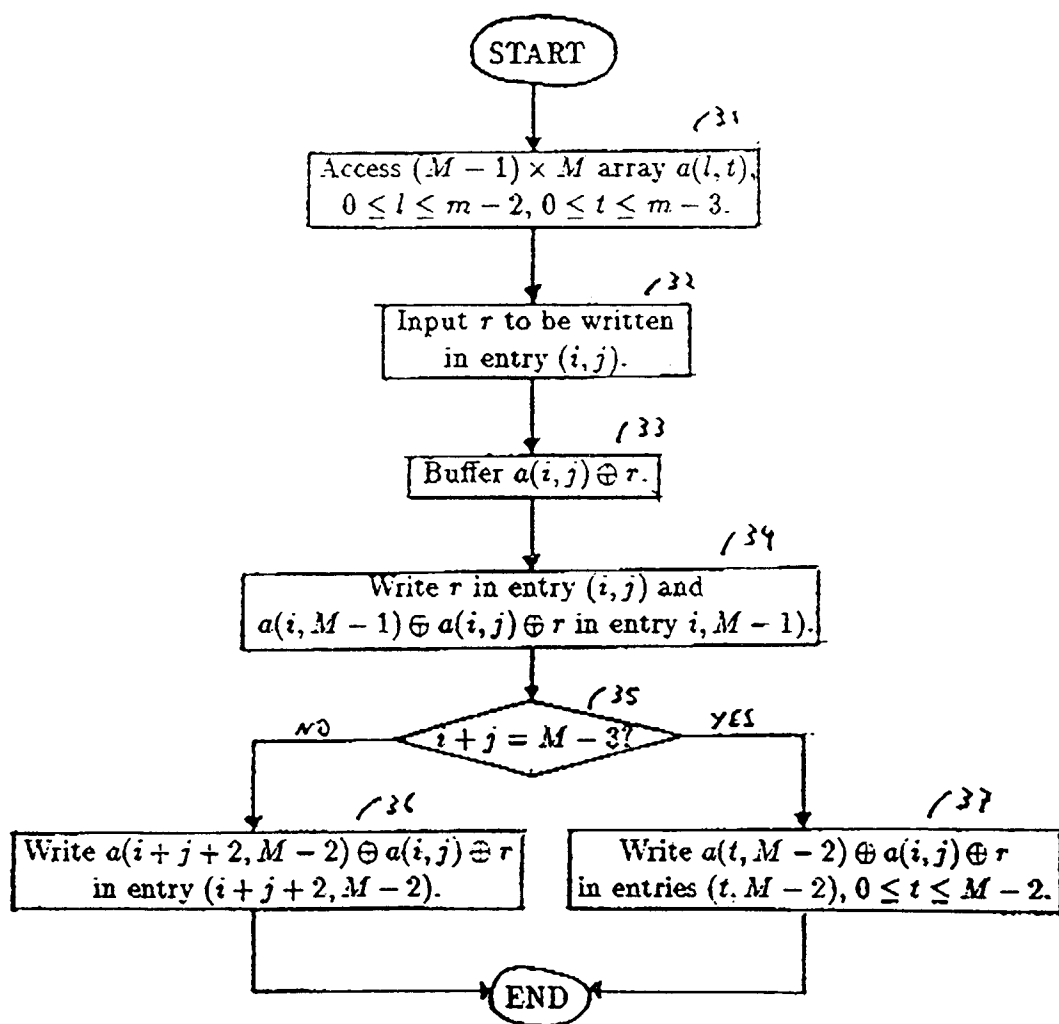 START
31
Access (M − 1) × M array a(l, t),
0 ≤ l ≤ m − 2, 0 ≤ t ≤ m − 3.
32
Input r to be written
in entry (i, j).
33
Buffer a(i, j) ⊕ r.
34
Write r in entry (i, j) and
a(i, M − 1) ⊕ a(i, j) ⊕ r in entry i, M − 1).
35
NO
i + j = M − 3?
YES
36
Write a(i + j + 2, M − 2) ⊕ a(i, j) ⊕ r
in entry (i + j + 2, M − 2).
37
Write a(t, M − 2) ⊕ a(i, j) ⊕ r
in entries (t, M − 2), 0 ≤ t ≤ M − 2.
END